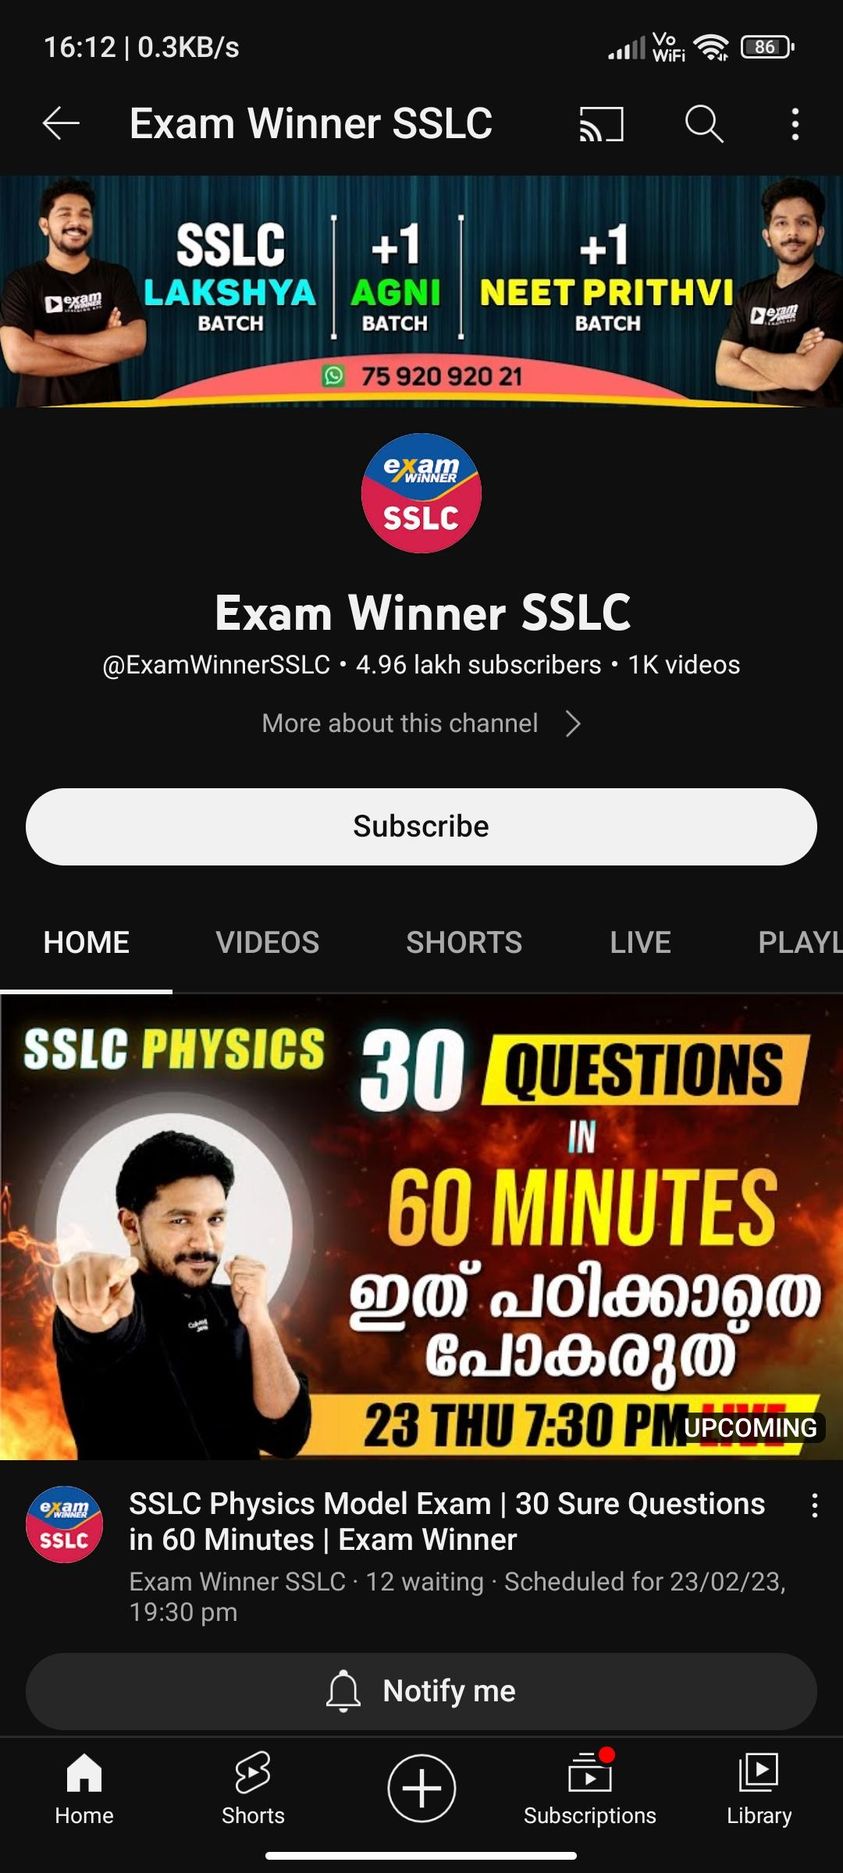 16:12 | 0.3KB/s
Vo
WiFi
86
Exam Winner SSLC
SSLC
LAKSHYA
BATCH
+1
AGNI
BATCH
+1
NEET PRITHVI
BATCH
exam
exam
75 920 920 21
exam
WINNER
SSLC
Exam Winner SSLC
@ExamWinnerSSLC • 4.96 lakh subscribers • 1K videos
More about this channel
Subscribe
HOME VIDEOS SHORTS LIVE PLAYL
SSLC PHYSICS
30 QUESTIONS
IN
60 MINUTES
ഇത് പഠിക്കാതെ
പോകരുത്
23 THU 7:30 PM LIVE
UPCOMING
exam
WINNER
SSLC
SSLC Physics Model Exam | 30 Sure Questions
in 60 Minutes | Exam Winner
Exam Winner SSLC · 12 waiting · Scheduled for 23/02/23,
19:30 pm
Notify me
Home Shorts Subscriptions Library